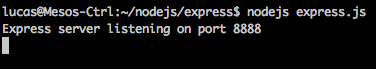 lucas@Mesos-Ctrl:~/nodejs/express$ nodejs express.js
Express server listening on port 8888